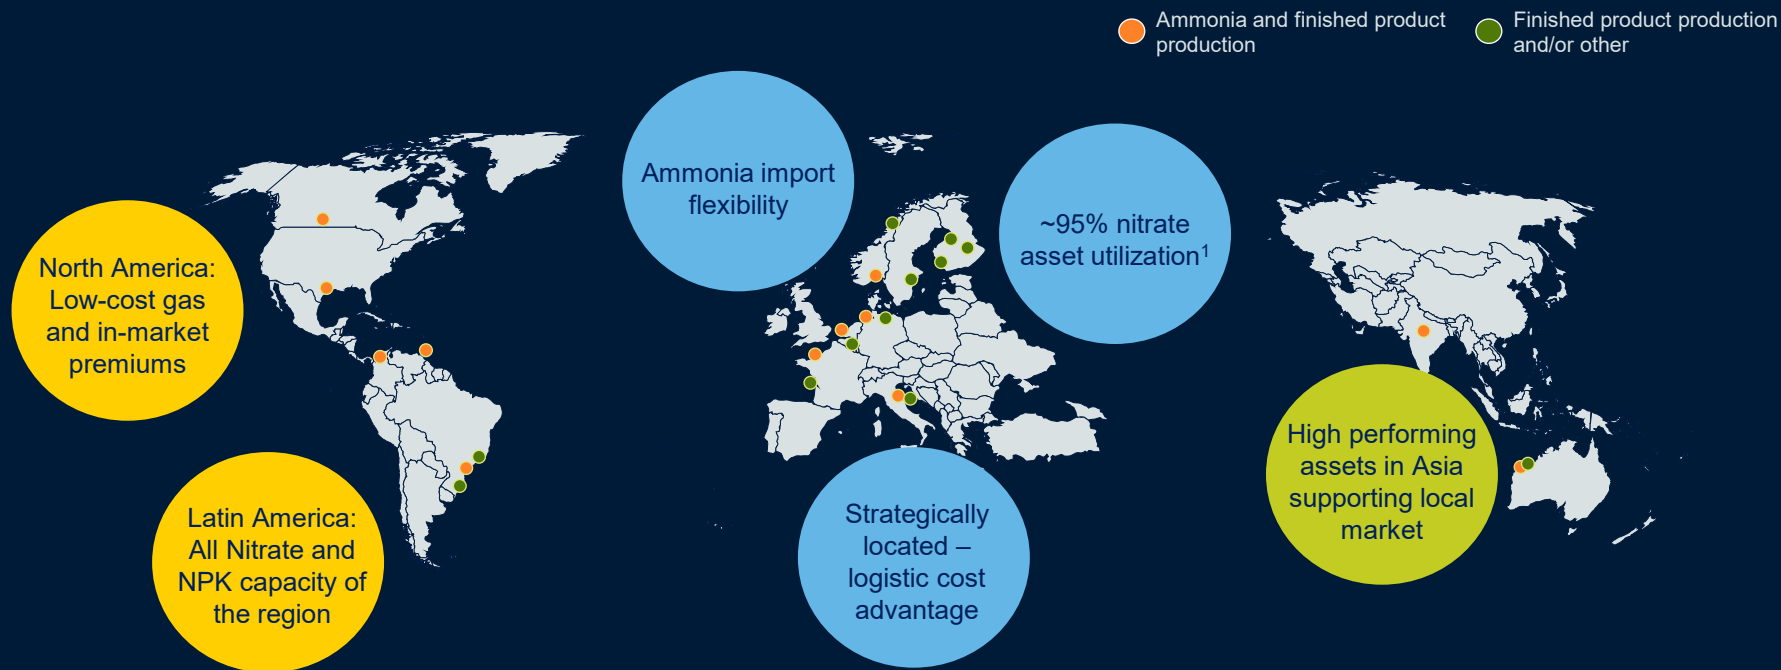 Ammonia and finished product
production
Finished product production
and/or other
Ammonia import
flexibility
~95% nitrate
asset utilization¹
North America:
Low-cost gas
and in-market
premiums
High performing
assets in Asia
supporting local
market
Latin America:
All Nitrate and
NPK capacity of
the region
Strategically
located –
logistic cost
advantage